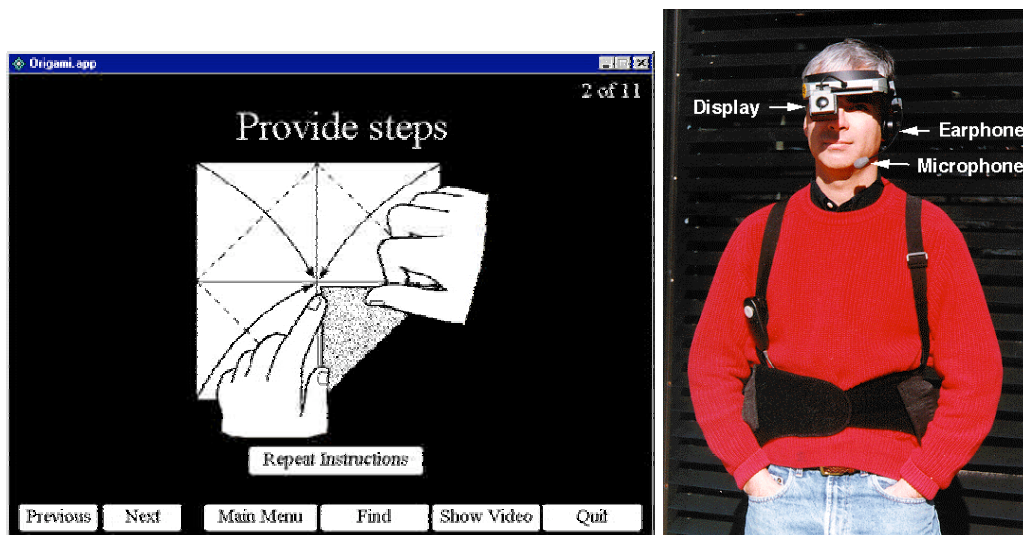 Origami.app
2 of 11
Provide steps
Repeat Instructions
Previous
Next
Main Menu
Find
Show Video
Quit
Display
Earphone
Microphone